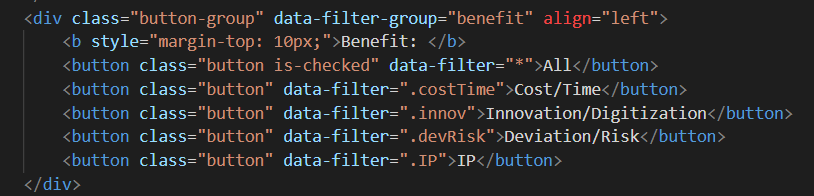 <div class="button-group" data-filter-group="benefit" align="left">
<b style="margin-top: 10px;">Benefit: </b>
<button class="button is-checked" data-filter="*">All</button>
<button class="button" data-filter=".costTime">Cost/Time</button>
<button class="button" data-filter=".innov">Innovation/Digitization</button>
<button class="button" data-filter=".devRisk">Deviation/Risk</button>
<button class="button" data-filter=".IP">IP</button>
</div>